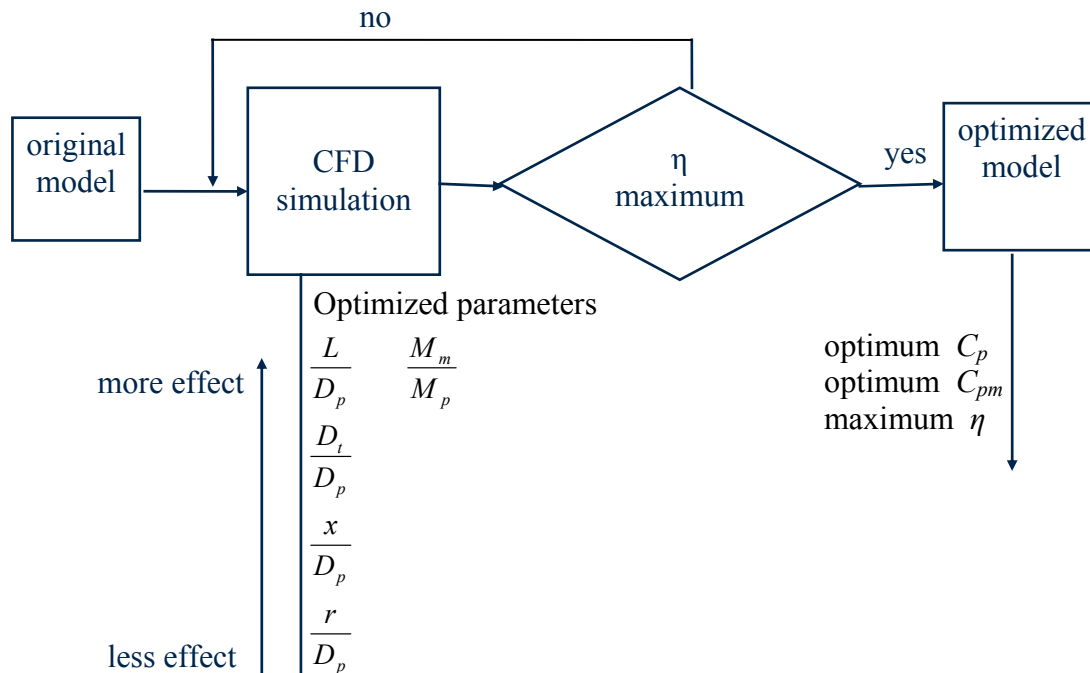 no
original
model
CFD
simulation
η
maximum
yes
optimized
model
Optimized parameters
L/D_p   M_m/M_p
more effect
D_t/D_p
x/D_p
r/D_p
less effect
optimum C_p
optimum C_pm
maximum η